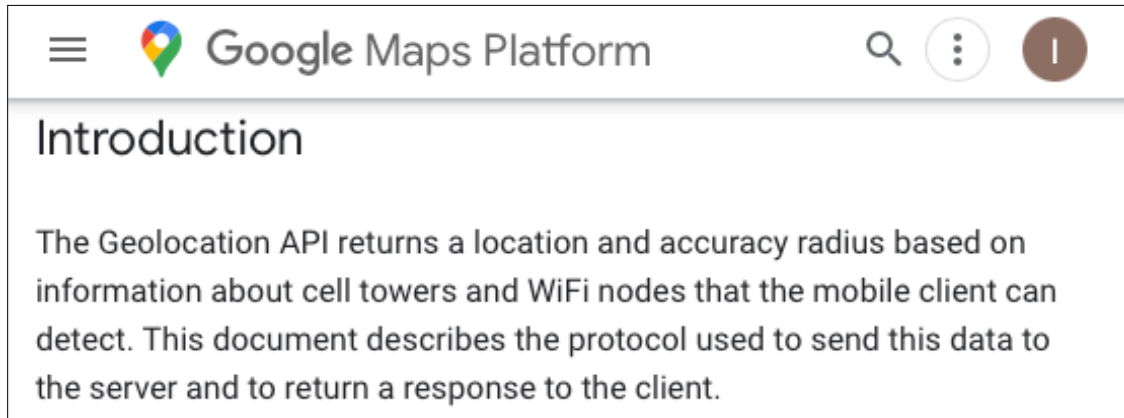 Google Maps Platform
I
Introduction
The Geolocation API returns a location and accuracy radius based on
information about cell towers and WiFi nodes that the mobile client can
detect. This document describes the protocol used to send this data to
the server and to return a response to the client.